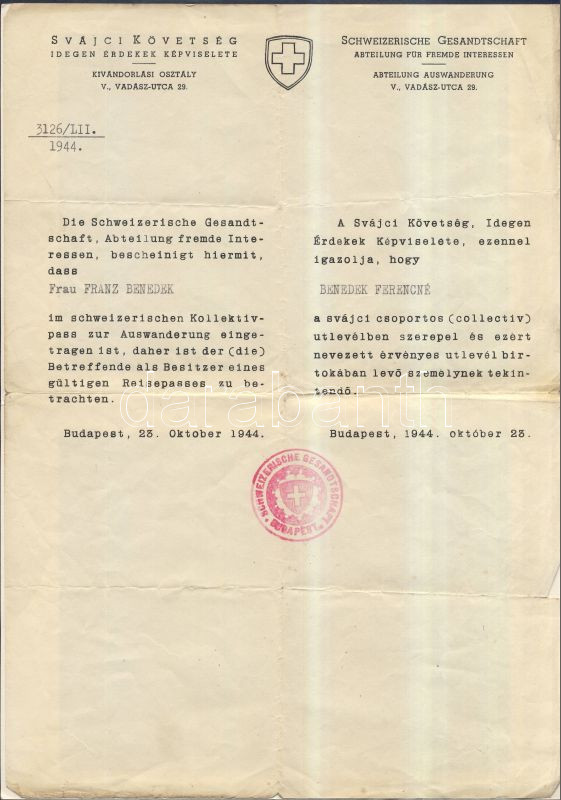 SVÁJCI KÖVETSÉG
IDEGEN ÉRDEKEK KÉPVISELETE
KIVÁNDORLÁSI OSZTÁLY
V., VADÁSZ-UTCA 29.
SCHWEIZERISCHE GESANDTSCHAFT
ABTEILUNG FÜR FREMDE INTERESSEN
ABTEILUNG AUSWANDERUNG
V., VADÁSZ-UTCA 29.
3126/LII.
1944.
Die Schweizerische Gesandt-
schaft, Abteilung fremde Inte-
ressen, bescheinigt hiermit,
dass
Frau FRANZ BENEDEK
im schweizerischen Kollektiv-
pass zur Auswanderung einge-
tragen ist, daher ist der (die)
Betreffende als Besitzer eines
gültigen Reisepasses zu be-
trachten.
Budapest, 23. Oktober 1944.
A Svájci Követség, Idegen
Érdekek Képviselete, ezennel
igazolja, hogy
BENEDEK FERENCNÉ
a svájci csoportos (collectiv)
utlevélben szerepel és ezért
nevezett érvényes utlevél bir-
tokában levő személynek tekin-
tendő.
Budapest, 1944. október 23.
SCHWEIZERISCHE GESANDTSCHAFT
BUDAPEST
darabanth